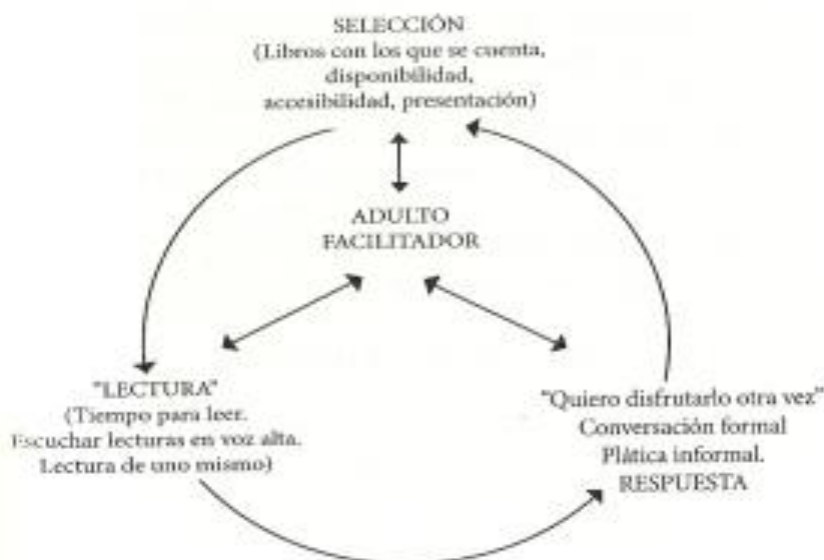 SELECCIÓN
(Libros con los que se cuenta,
disponibilidad,
accesibilidad, presentación)
ADULTO
FACILITADOR
"LECTURA"
(Tiempo para leer.
Escuchar lecturas en voz alta.
Lectura de uno mismo)
"Quiero disfrutarlo otra vez"
Conversación formal
Plática informal.
RESPUESTA